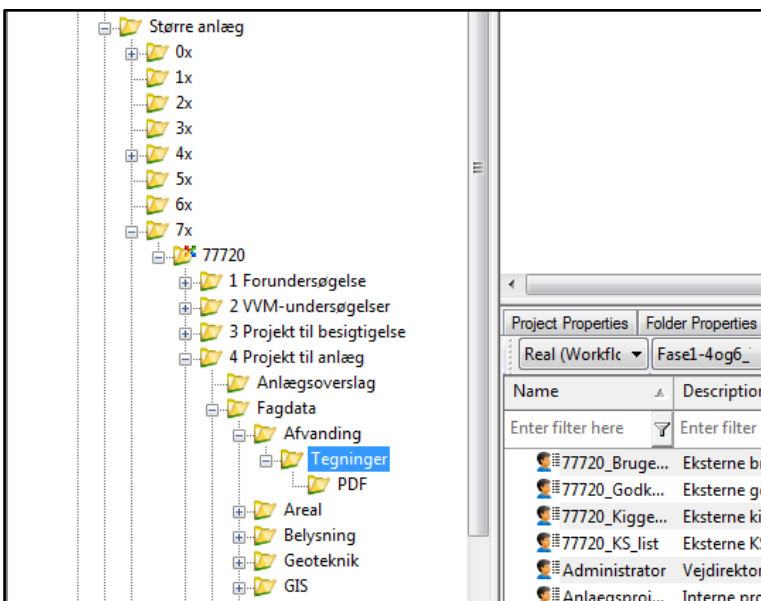 Større anlæg
0x
1x
2x
3x
4x
5x
6x
7x
77720
1 Forundersøgelse
2 VVM-undersøgelser
3 Projekt til besigtigelse
4 Projekt til anlæg
Anlægsoverslag
Fagdata
Afvanding
Tegninger
PDF
Areal
Belysning
Geoteknik
GIS
Project Properties Folder Properties
Real (Workflc Fase1-4og6_
Name Description
Enter filter here Enter filter
77720_Bruge... Eksterne br
77720_Godk... Eksterne go
77720_Kigge... Eksterne ki
77720_KS_list Eksterne KS
Administrator Vejdirektor
Anlaegsproj... Interne pro